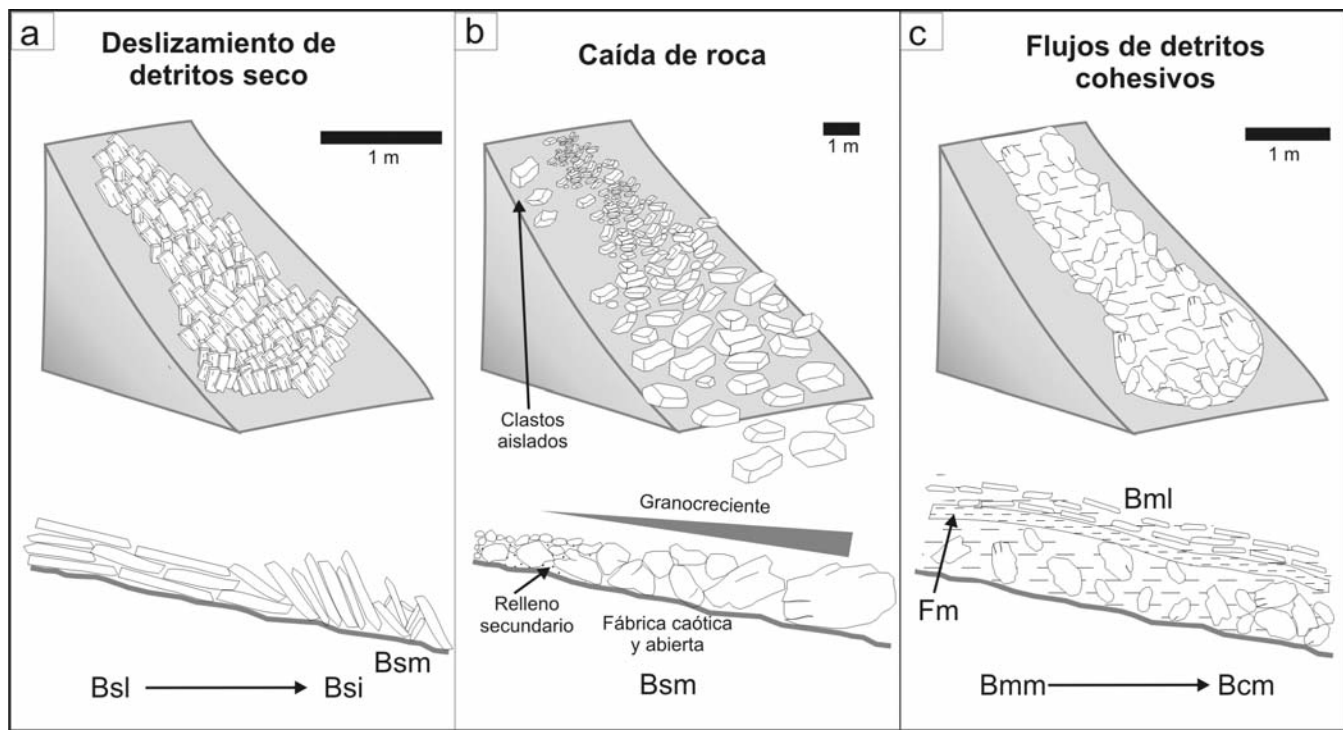 a
Deslizamiento de
detritos seco
1 m
Bsm
Bsl
Bsi
b
Caída de roca
1 m
Clastos
aislados
Granocreciente
Relleno
secundario
Fábrica caótica
y abierta
Bsm
c
Flujos de detritos
cohesivos
1 m
Bml
Fm
Bmm
Bcm